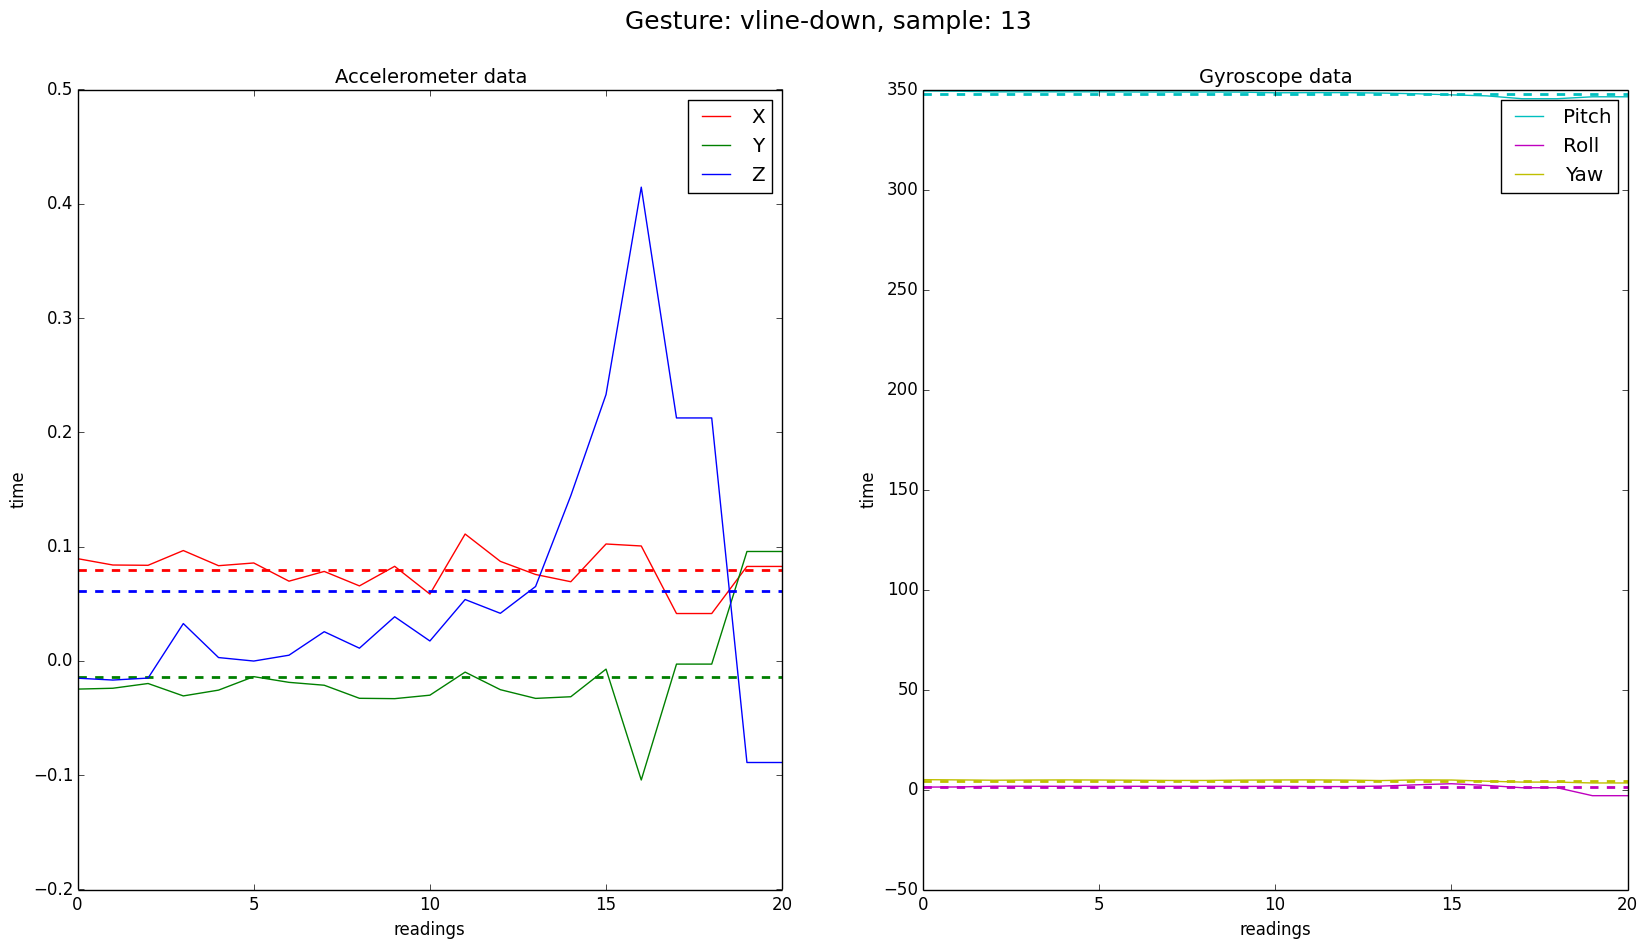 Gesture: vline-down, sample: 13
Accelerometer data
0.5
0.4
0.3
0.2
0.1
0.0
−0.1
−0.2
0 5 10 15 20
time
readings
X
Y
Z
Gyroscope data
350
300
250
200
150
100
50
0
−50
0 5 10 15 20
time
readings
Pitch
Roll
Yaw